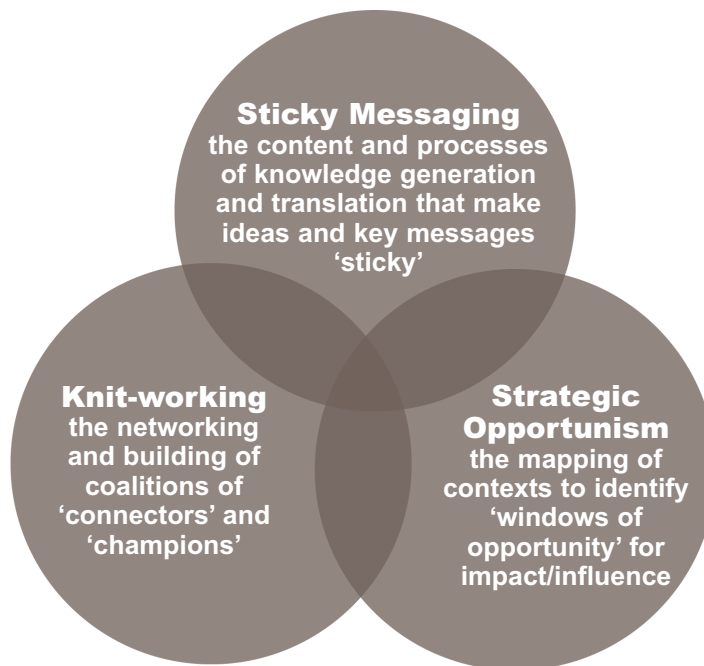 Sticky Messaging
the content and processes
of knowledge generation
and translation that make
ideas and key messages
‘sticky’
Knit-working
the networking
and building of
coalitions of
‘connectors’ and
‘champions’
Strategic
Opportunism
the mapping of
contexts to identify
‘windows of
opportunity’ for
impact/influence